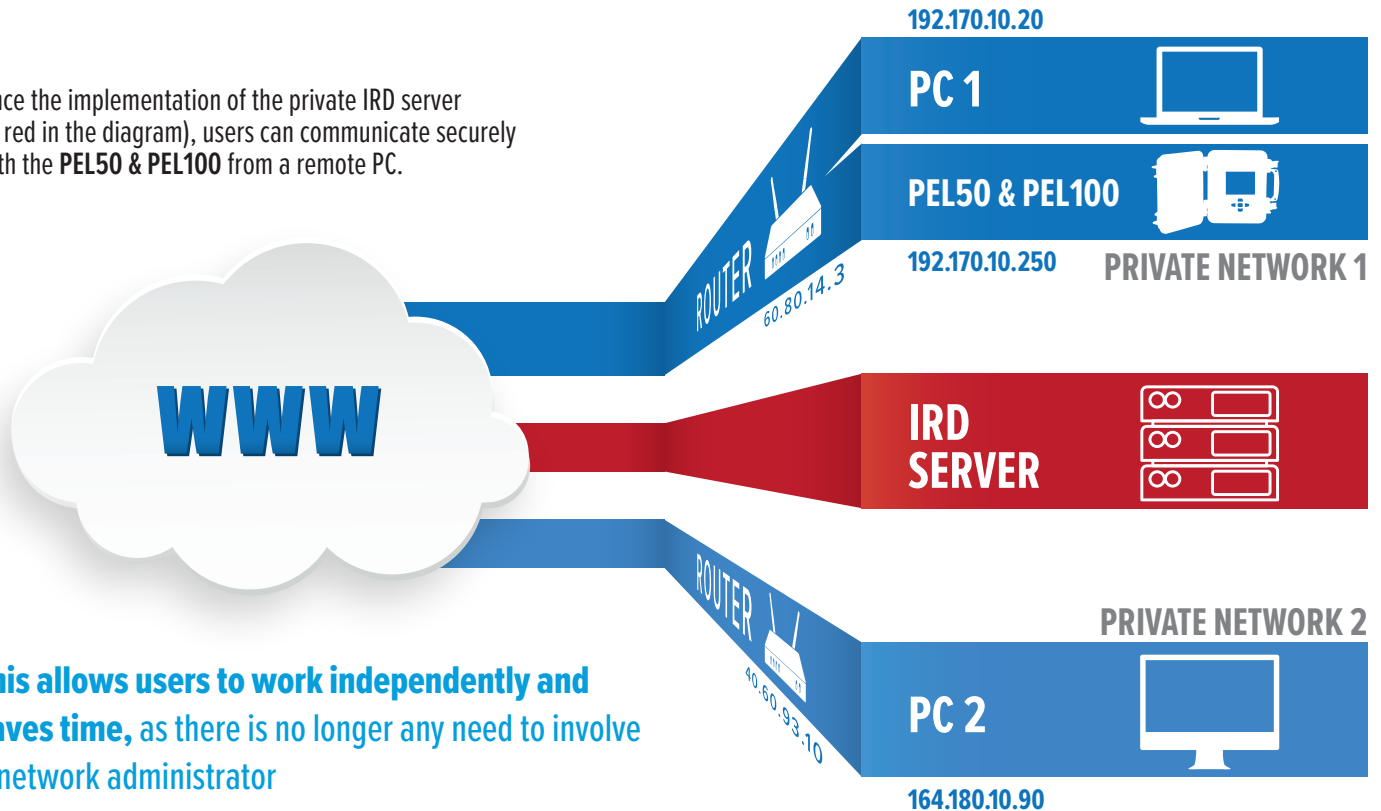 192.170.10.20
nce the implementation of the private IRD server
red in the diagram), users can communicate securely
th the PEL50 & PEL100 from a remote PC.
PC 1
PEL50 & PEL100
ROUTER
60.80.14.3
192.170.10.250
PRIVATE NETWORK 1
WWW
IRD
SERVER
PRIVATE NETWORK 2
ROUTER
40.60.93.10
PC 2
164.180.10.90
his allows users to work independently and
aves time, as there is no longer any need to involve
network administrator